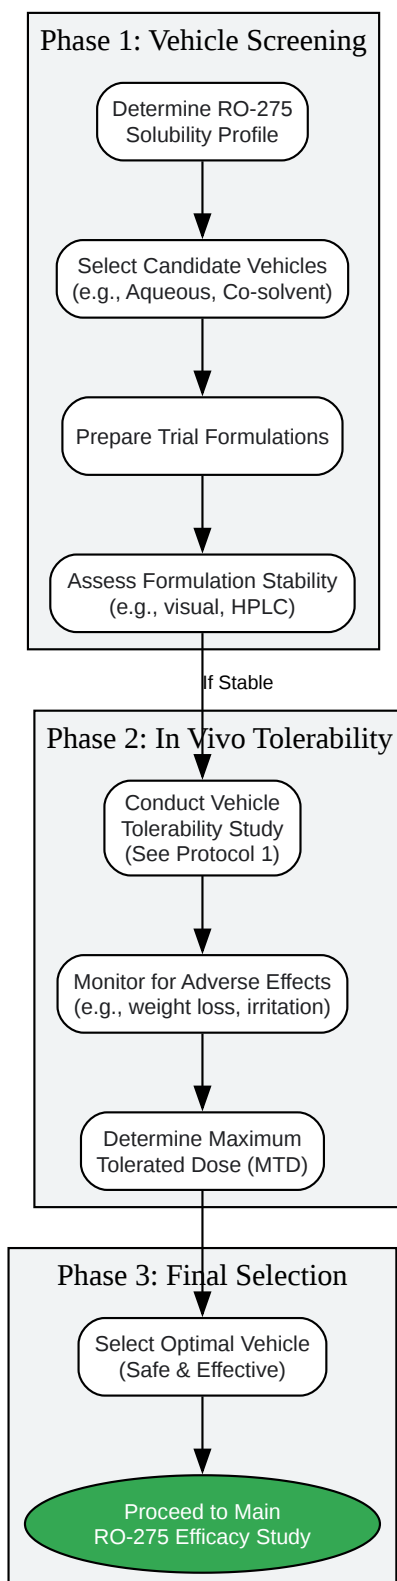 Phase 1: Vehicle Screening
Determine RO-275
Solubility Profile
Select Candidate Vehicles
(e.g., Aqueous, Co-solvent)
Prepare Trial Formulations
Assess Formulation Stability
(e.g., visual, HPLC)
If Stable
Phase 2: In Vivo Tolerability
Conduct Vehicle
Tolerability Study
(See Protocol 1)
Monitor for Adverse Effects
(e.g., weight loss, irritation)
Determine Maximum
Tolerated Dose (MTD)
Phase 3: Final Selection
Select Optimal Vehicle
(Safe & Effective)
Proceed to Main
RO-275 Efficacy Study